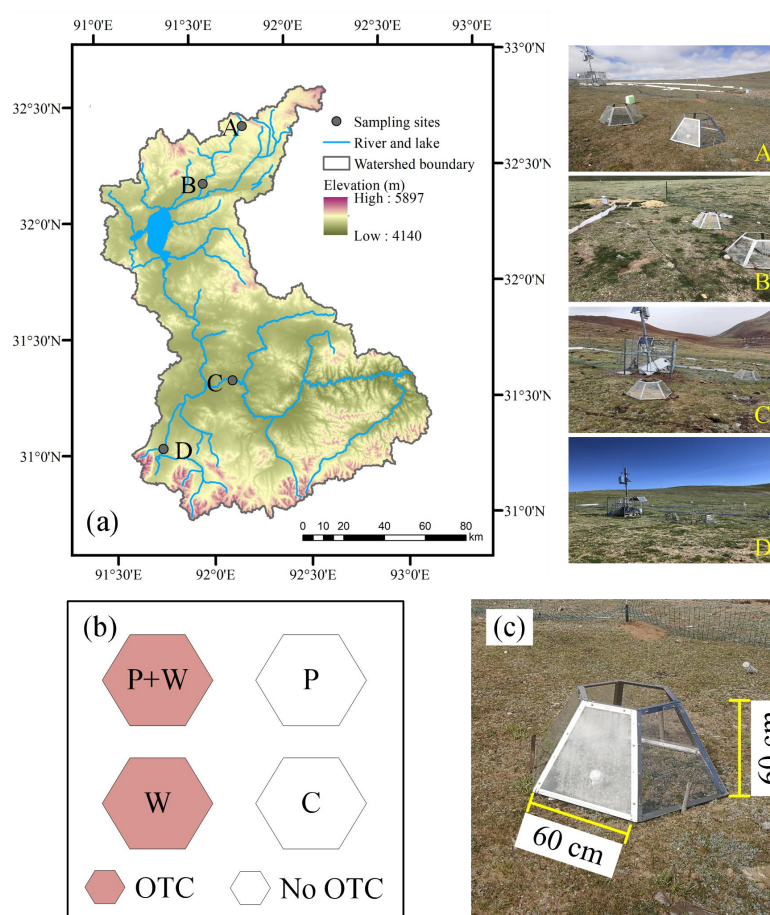 91°0'E 91°30'E 92°0'E 92°30'E 93°0'E
33°0'N
32°30'N
32°30'N
32°0'N
32°0'N
31°30'N
31°30'N
31°0'N
31°0'N
91°30'E 92°0'E 92°30'E 93°0'E
A
B
C
D
Sampling sites
River and lake
Watershed boundary
Elevation (m)
High : 5897
Low : 4140
(a)
0 10 20 40 60 80
km
A
B
C
D
(b)
P+W P
W C
OTC No OTC
(c)
60 cm
60 cm